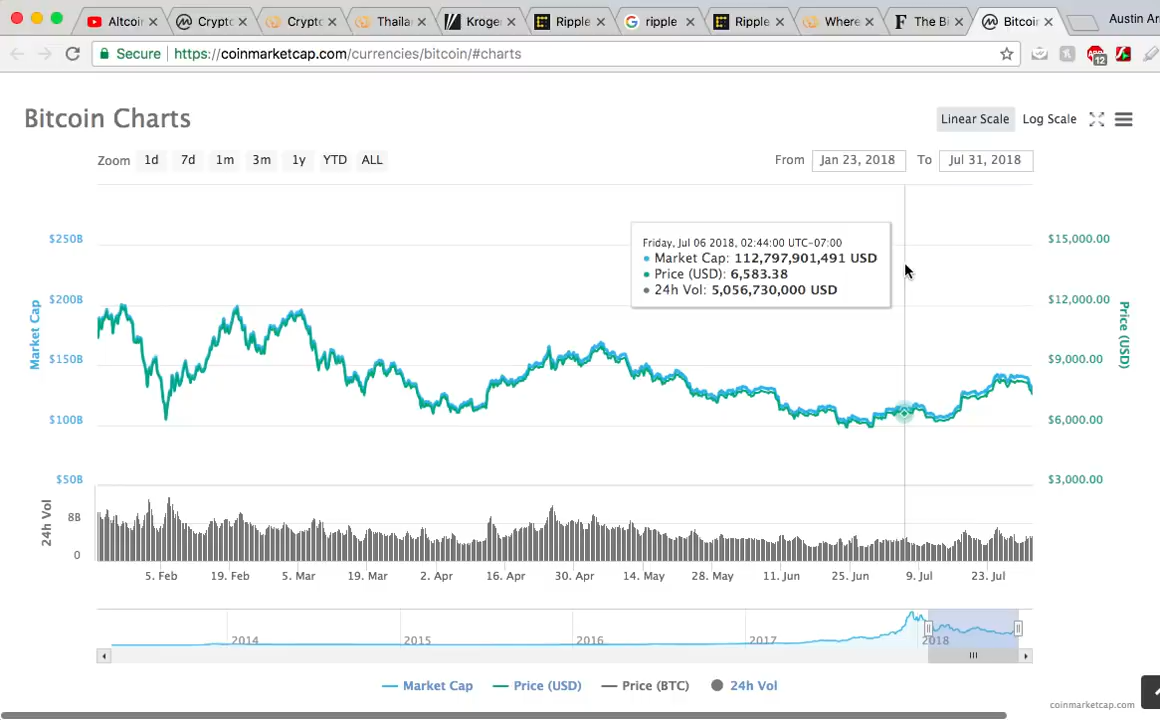 Altcoin Crypto Crypto Thaila Kroger Ripple ripple Ripple Where The Bi Bitcoin Austin Ar
Secure https://coinmarketcap.com/currencies/bitcoin/#charts
12
Bitcoin Charts
Linear Scale Log Scale
Zoom 1d 7d 1m 3m 1y YTD ALL From Jan 23, 2018 To Jul 31, 2018
Friday, Jul 06 2018, 02:44:00 UTC-07:00
Market Cap: 112,797,901,491 USD
Price (USD): 6,583.38
24h Vol: 5,056,730,000 USD
$250B $15,000.00
$200B $12,000.00
Market Cap Price (USD)
$150B $9,000.00
$100B $6,000.00
$50B $3,000.00
24h Vol
8B
0
5. Feb 19. Feb 5. Mar 19. Mar 2. Apr 16. Apr 30. Apr 14. May 28. May 11. Jun 25. Jun 9. Jul 23. Jul
2014 2015 2016 2017 2018
Market Cap Price (USD) Price (BTC) 24h Vol
coinmarketcap.com